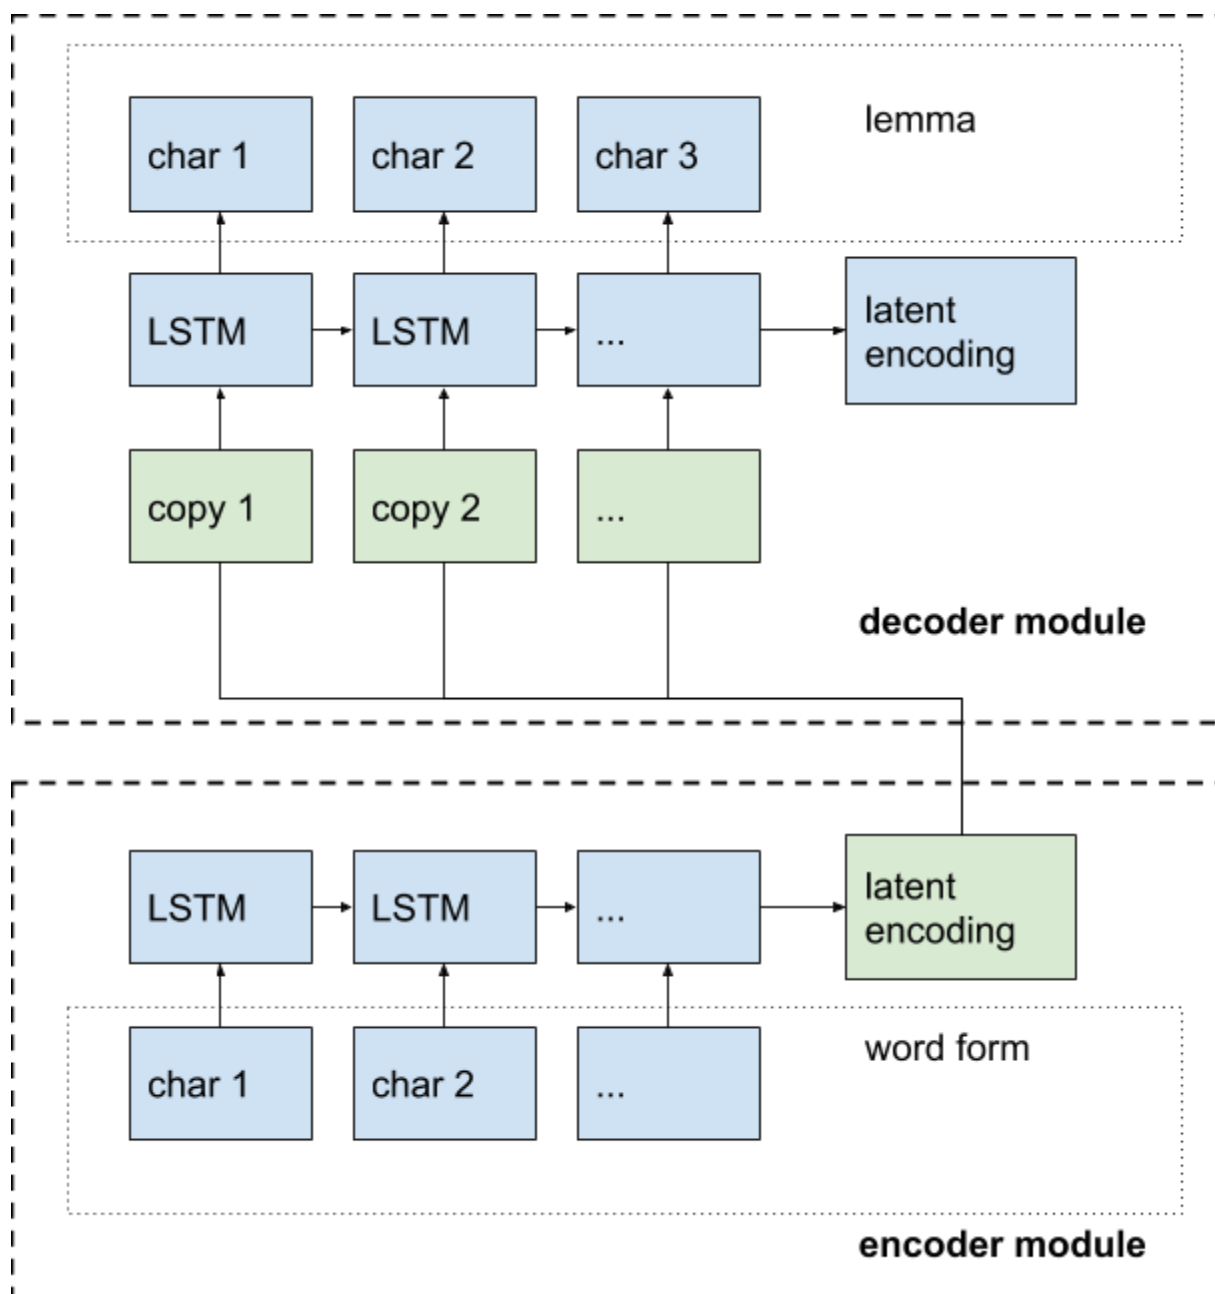 lemma
char 1
char 2
char 3
LSTM
LSTM
...
latent
encoding
copy 1
copy 2
...
decoder module
LSTM
LSTM
...
latent
encoding
word form
char 1
char 2
...
encoder module